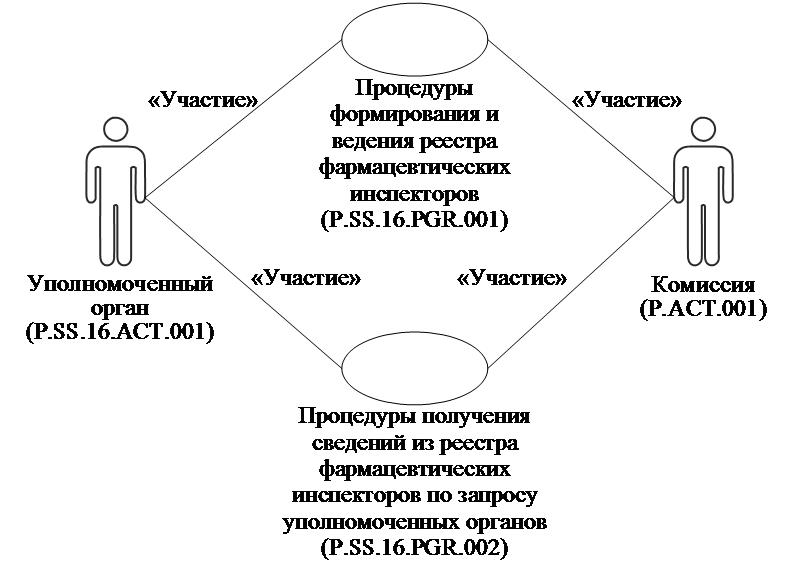 Процедуры
формирования и
ведения реестра
фармацевтических
инспекторов
(P.SS.16.PGR.001)
«Участие»
«Участие»
Уполномоченный
орган
(P.SS.16.ACT.001)
«Участие»
«Участие»
Комиссия
(P.ACT.001)
Процедуры получения
сведений из реестра
фармацевтических
инспекторов по запросу
уполномоченных органов
(P.SS.16.PGR.002)